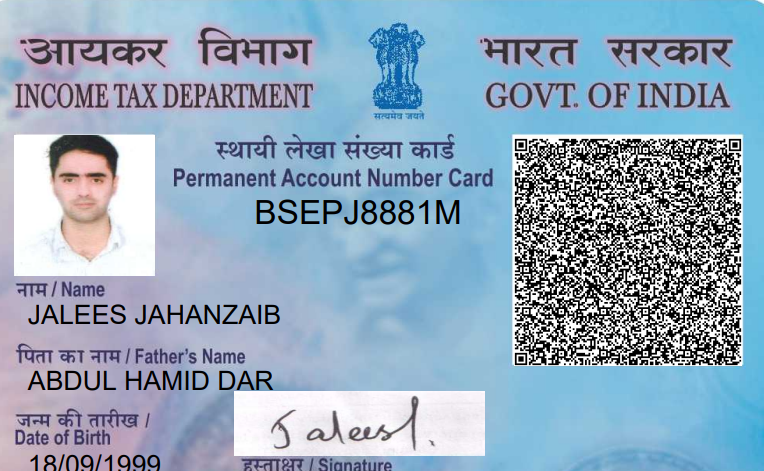 आयकर विभाग
INCOME TAX DEPARTMENT
सत्यमेव जयते
भारत सरकार
GOVT. OF INDIA
स्थायी लेखा संख्या कार्ड
Permanent Account Number Card
BSEPJ8881M
नाम / Name
JALEES JAHANZAIB
पिता का नाम / Father's Name
ABDUL HAMID DAR
जन्म की तारीख /
Date of Birth
18/09/1999
Jalees J.
हस्ताक्षर / Signature